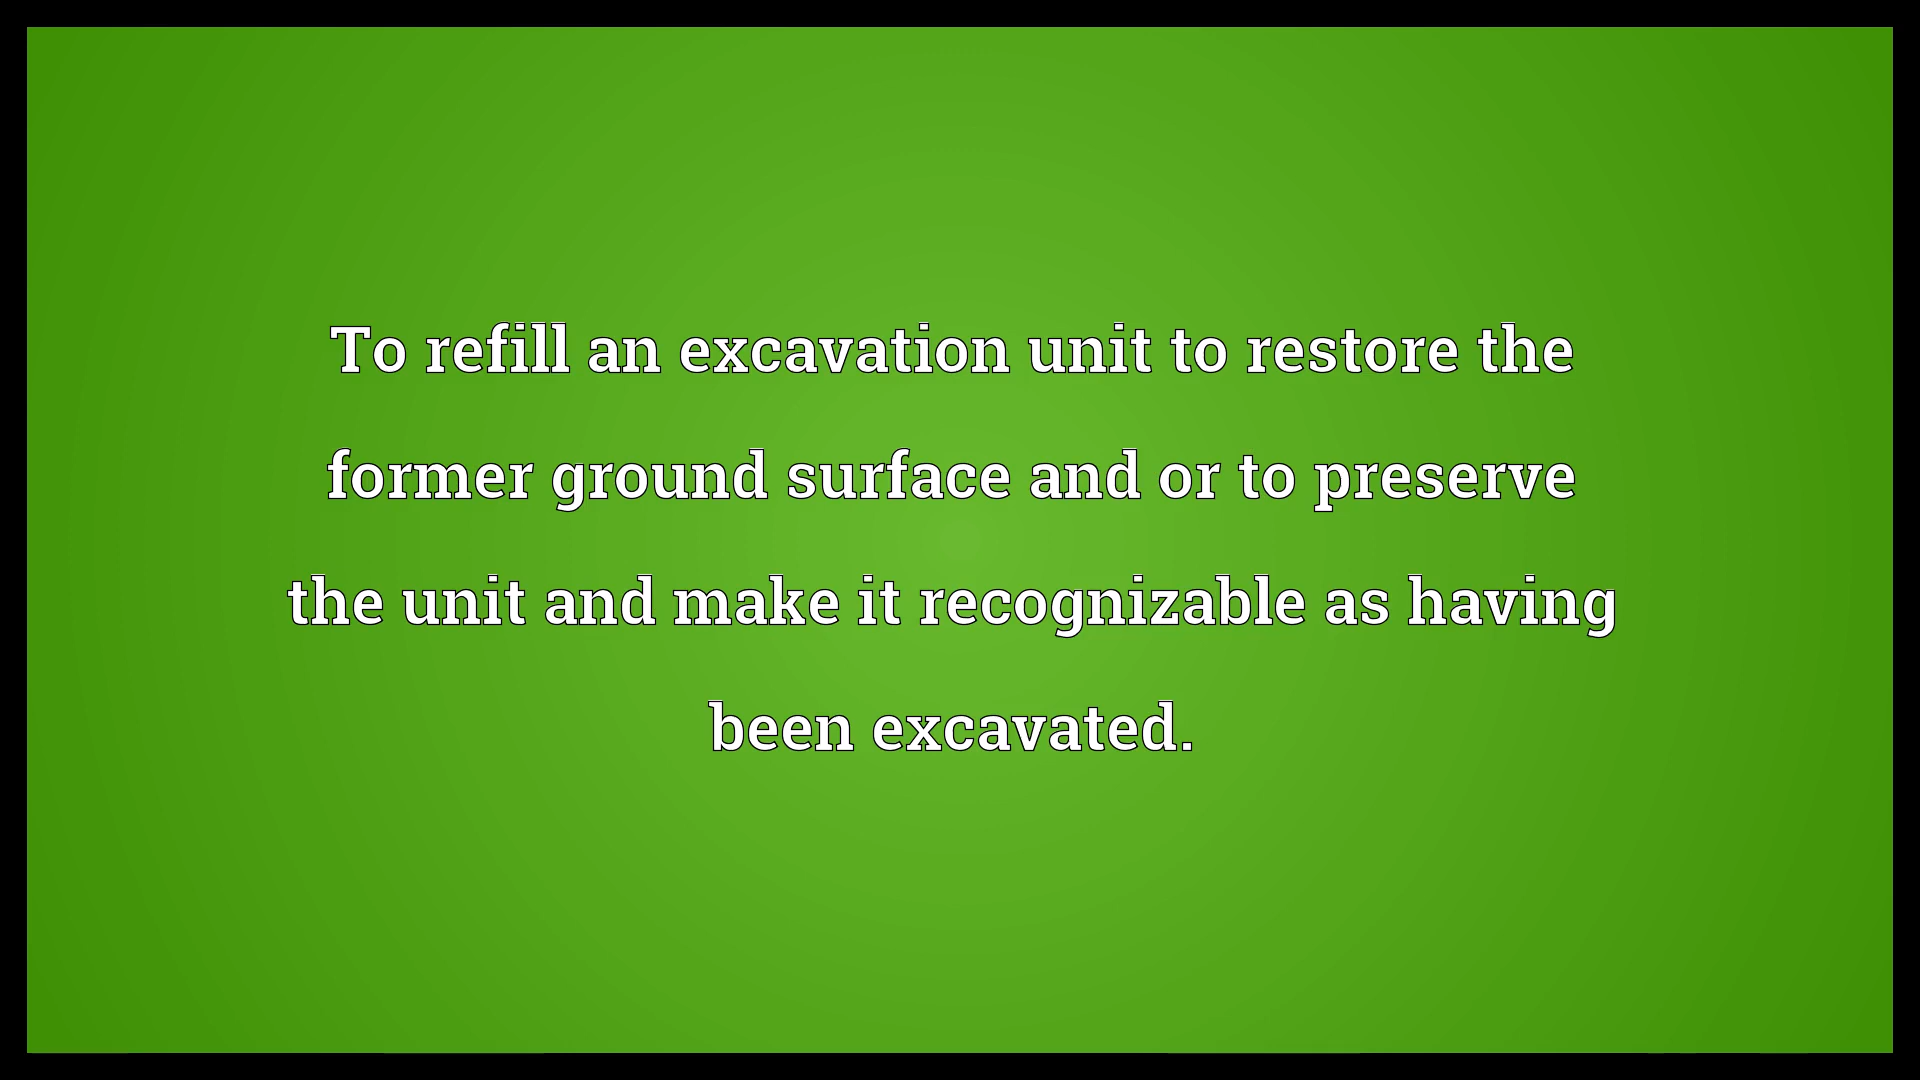 To refill an excavation unit to restore the
former ground surface and or to preserve
the unit and make it recognizable as having
been excavated.